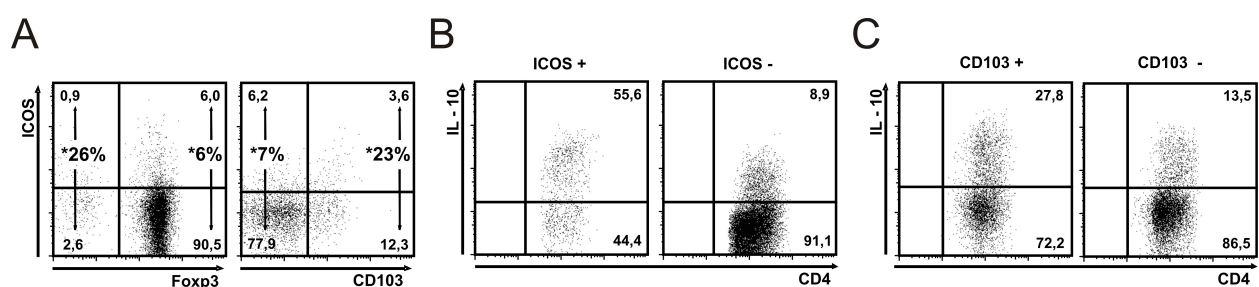 A
B
C
ICOS +
ICOS -
CD103 +
CD103 -
ICOS
0,9
6,0
*26%
*6%
2,6
90,5
Foxp3
6,2
3,6
*7%
*23%
77,9
12,3
CD103
IL - 10
55,6
44,4
8,9
91,1
CD4
IL - 10
27,8
72,2
13,5
86,5
CD4